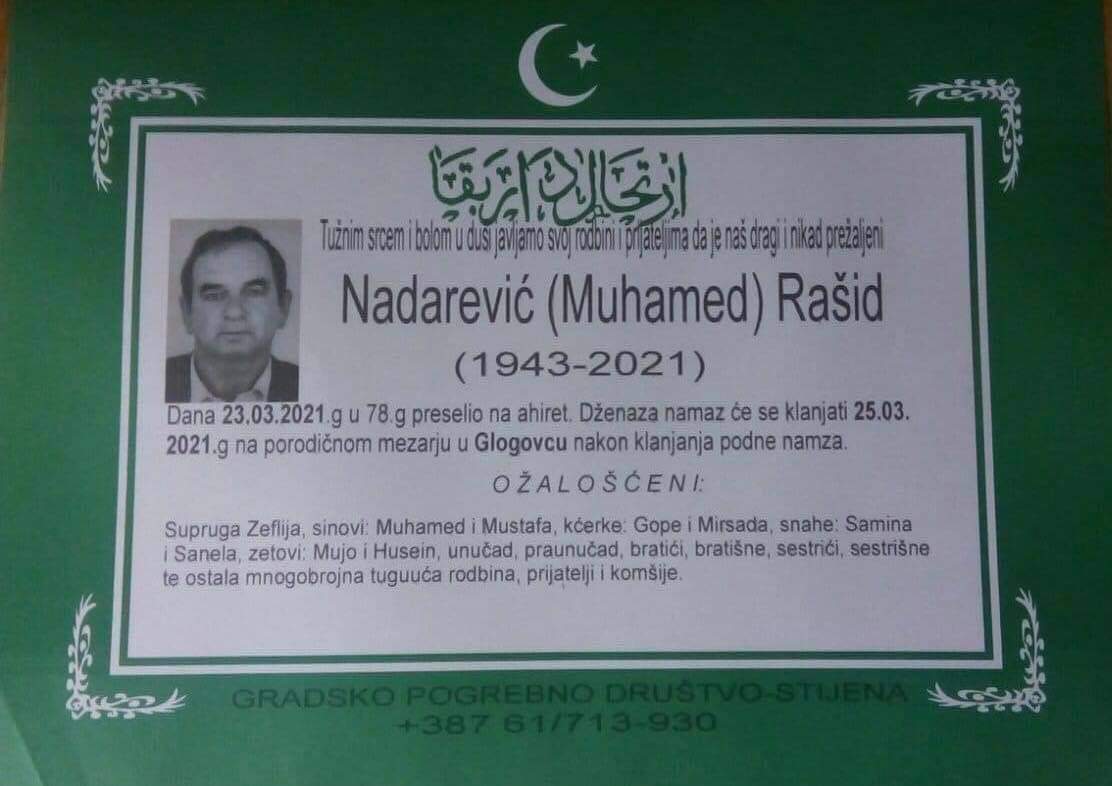 ارتحال دار بقا
Tužnim srcem i bolom u duši javljamo svoj rodbini i prijateljima da je naš dragi i nikad prežaljeni
Nadarević (Muhamed) Rašid
(1943-2021)
Dana 23.03.2021.g u 78.g preselio na ahiret. Dženaza namaz će se klanjati 25.03.
2021.g na porodičnom mezarju u Glogovcu nakon klanjanja podne namza.
OŽALOŠĆENI:
Supruga Zeflija, sinovi: Muhamed i Mustafa, kćerke: Gope i Mirsada, snahe: Samina
i Sanela, zetovi: Mujo i Husein, unučad, praunučad, bratići, bratišne, sestrići, sestrišne
te ostala mnogobrojna tuguuća rodbina, prijatelji i komšije.
GRADSKO POGREBNO DRUŠTVO-STIJENA
+387 61/713-930